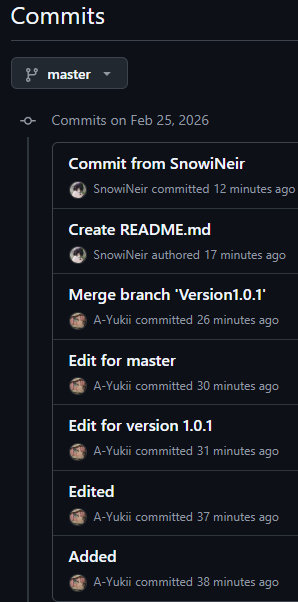 Commits
master
Commits on Feb 25, 2026
Commit from SnowiNeir
SnowiNeir committed 12 minutes ago
Create README.md
SnowiNeir authored 17 minutes ago
Merge branch 'Version1.0.1'
A-Yukii committed 26 minutes ago
Edit for master
A-Yukii committed 30 minutes ago
Edit for version 1.0.1
A-Yukii committed 31 minutes ago
Edited
A-Yukii committed 37 minutes ago
Added
A-Yukii committed 38 minutes ago